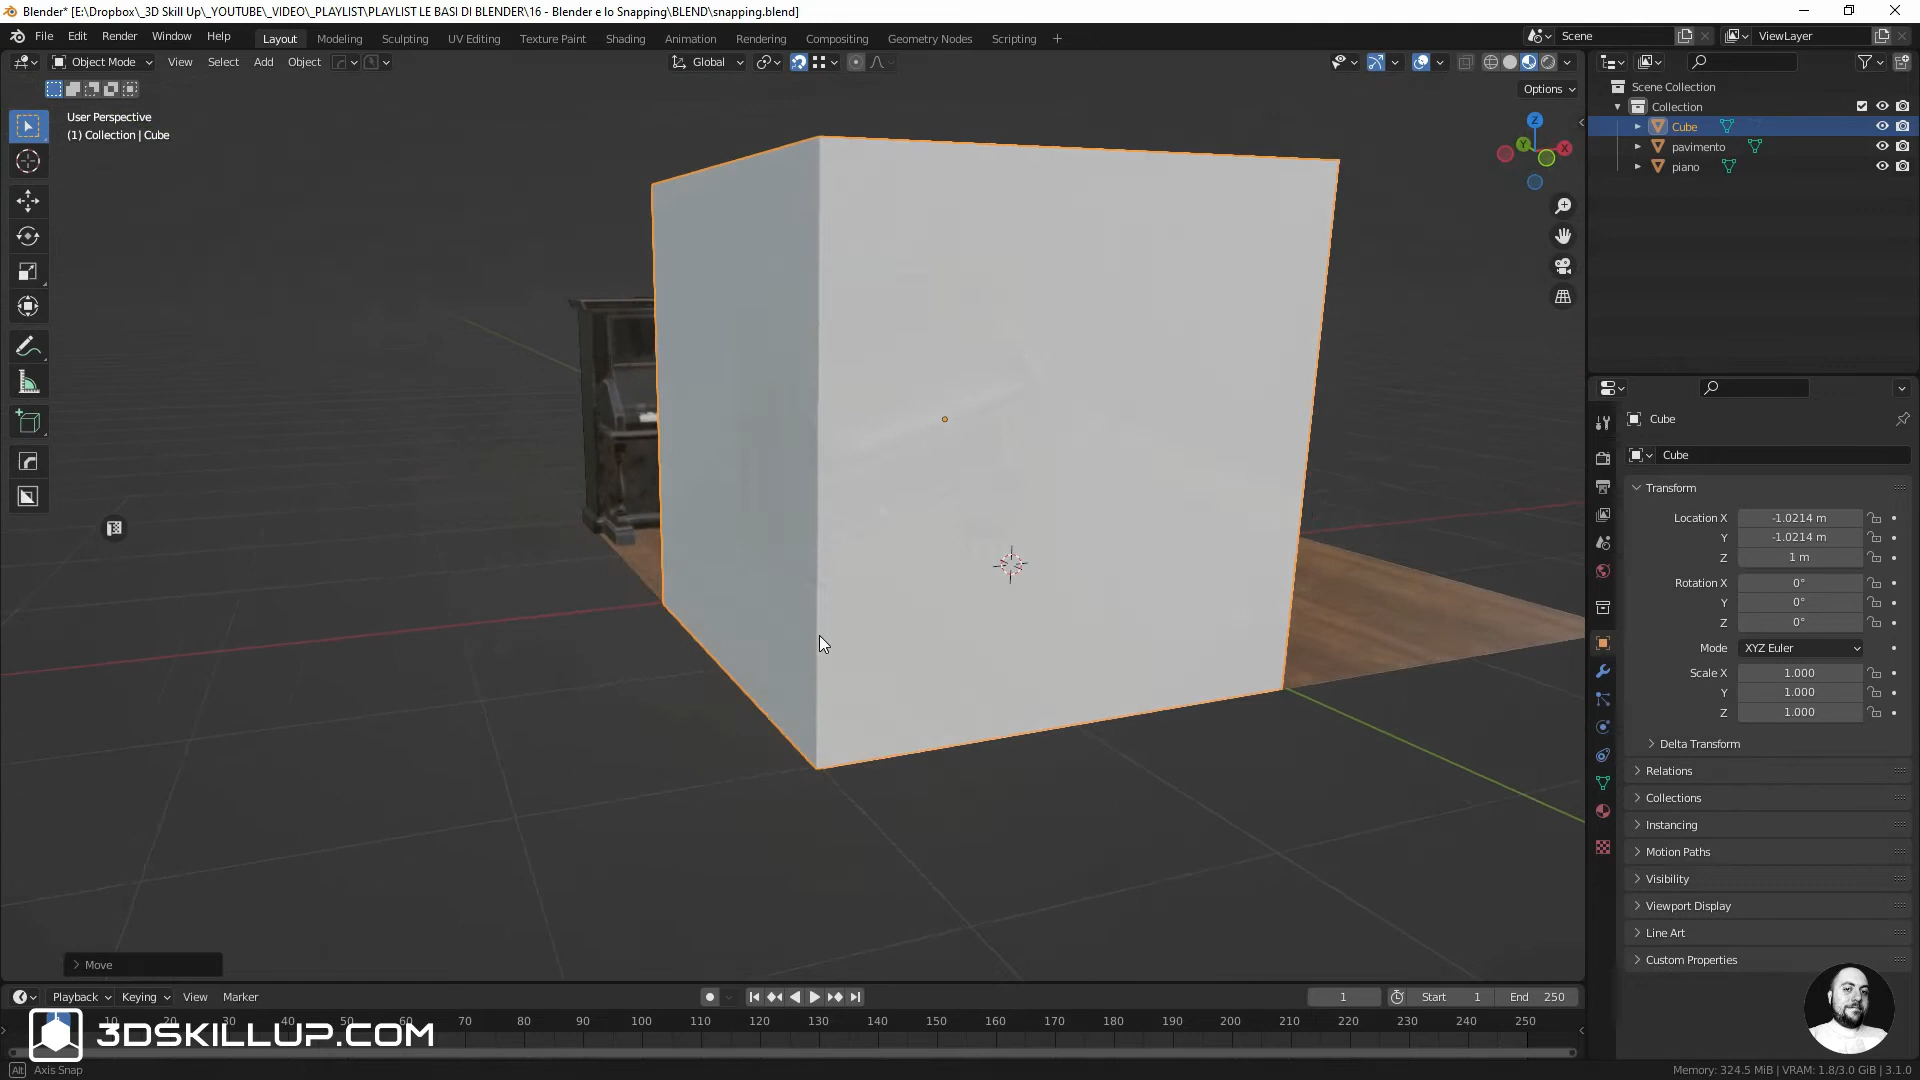 Blender* [E:\Dropbox\_3D Skill Up\_YOUTUBE\_VIDEO\_PLAYLIST\PLAYLIST LE BASI DI BLENDER\16 - Blender e lo Snapping\BLEND\snapping.blend]
File Edit Render Window Help Layout Modeling Sculpting UV Editing Texture Paint Shading Animation Rendering Compositing Geometry Nodes Scripting + Scene ViewLayer
Object Mode View Select Add Object Global
Options
User Perspective
(1) Collection | Cube
Z
Y
X
Scene Collection
Collection
Cube
pavimento
piano
Cube
Cube
Transform
Location X -1.0214 m
Y -1.0214 m
Z 1 m
Rotation X 0°
Y 0°
Z 0°
Mode XYZ Euler
Scale X 1.000
Y 1.000
Z 1.000
Delta Transform
Relations
Collections
Instancing
Motion Paths
Visibility
Viewport Display
Line Art
Custom Properties
Move
Playback Keying View Marker 1 Start 1 End 250
10 20 30 40 50 60 70 80 90 100 110 120 130 140 150 160 170 180 190 200 210 220 230 240 250
3DSKILLUP.COM
Alt Axis Snap
Memory: 324.5 MiB | VRAM: 1.8/3.0 GiB | 3.1.0